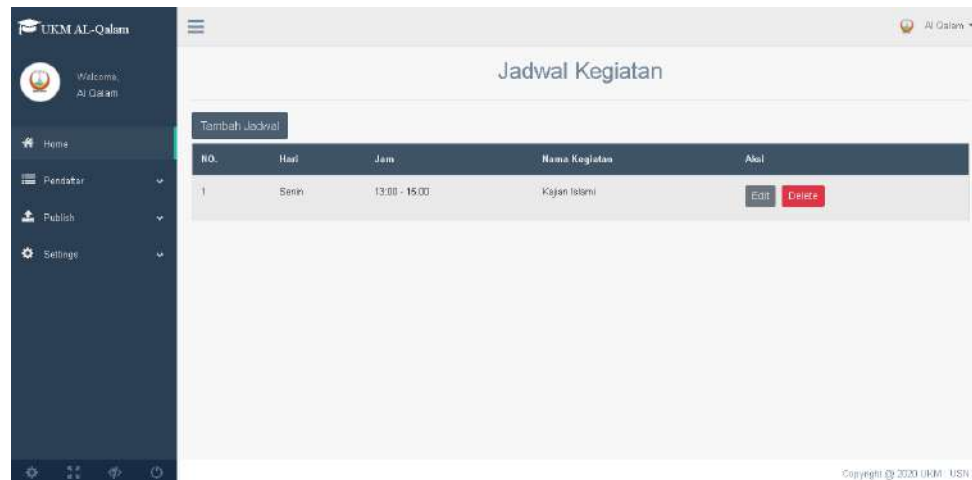 UKM AL-Qalam
Al Qalam
Welcome,
Al Qalam
Jadwal Kegiatan
Tambah Jadwal
Home
Pendaftar
Publish
Settings
NO. Hari Jam Nama Kegiatan Aksi
1 Senin 13:00 - 15:00 Kajian Islami Edit Delete
Copyright @ 2020 UKM - USN